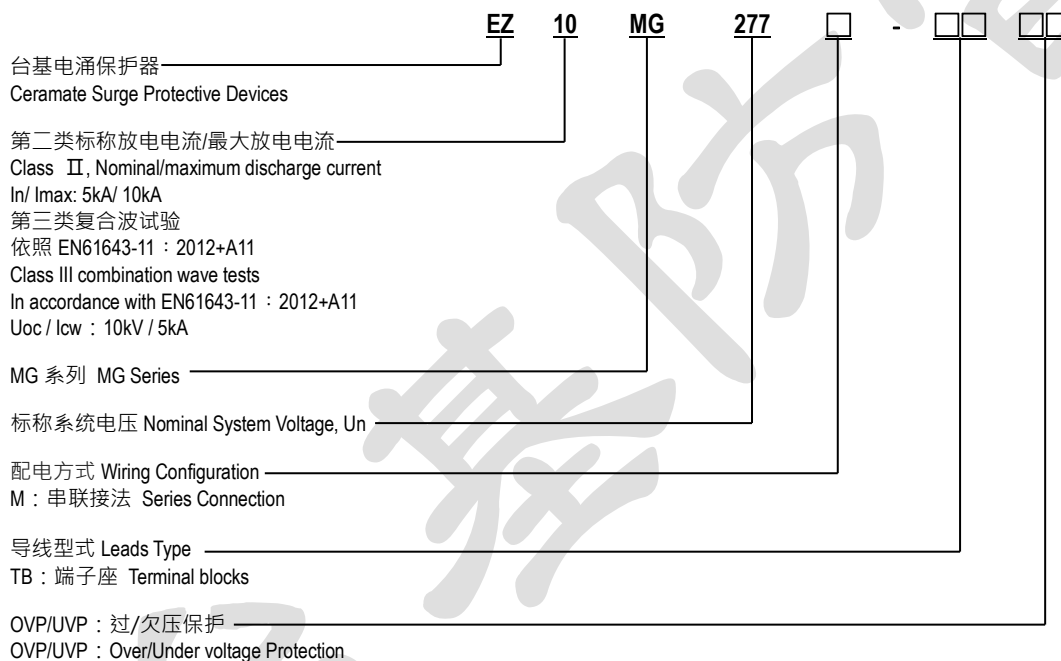 EZ 10 MG 277 □ - □□ □□
台基电涌保护器
Ceramate Surge Protective Devices
第二类标称放电电流/最大放电电流
Class Ⅱ, Nominal/maximum discharge current
In/ Imax: 5kA/ 10kA
第三类复合波试验
依照 EN61643-11：2012+A11
Class III combination wave tests
In accordance with EN61643-11：2012+A11
Uoc / Icw：10kV / 5kA
MG 系列 MG Series
标称系统电压 Nominal System Voltage, Un
配电方式 Wiring Configuration
M：串联接法 Series Connection
导线型式 Leads Type
TB：端子座 Terminal blocks
OVP/UVP：过/欠压保护
OVP/UVP：Over/Under voltage Protection
基防